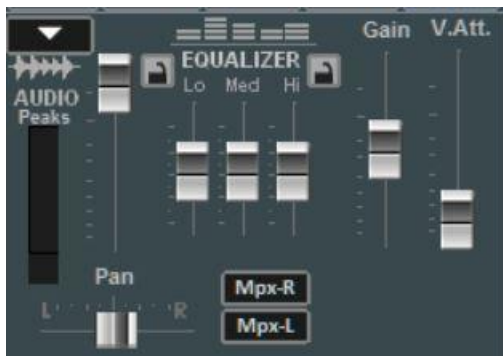 Gain V.Att.
EQUALIZER
Lo Med Hi
AUDIO
Peaks
Pan
L R
Mpx-R
Mpx-L